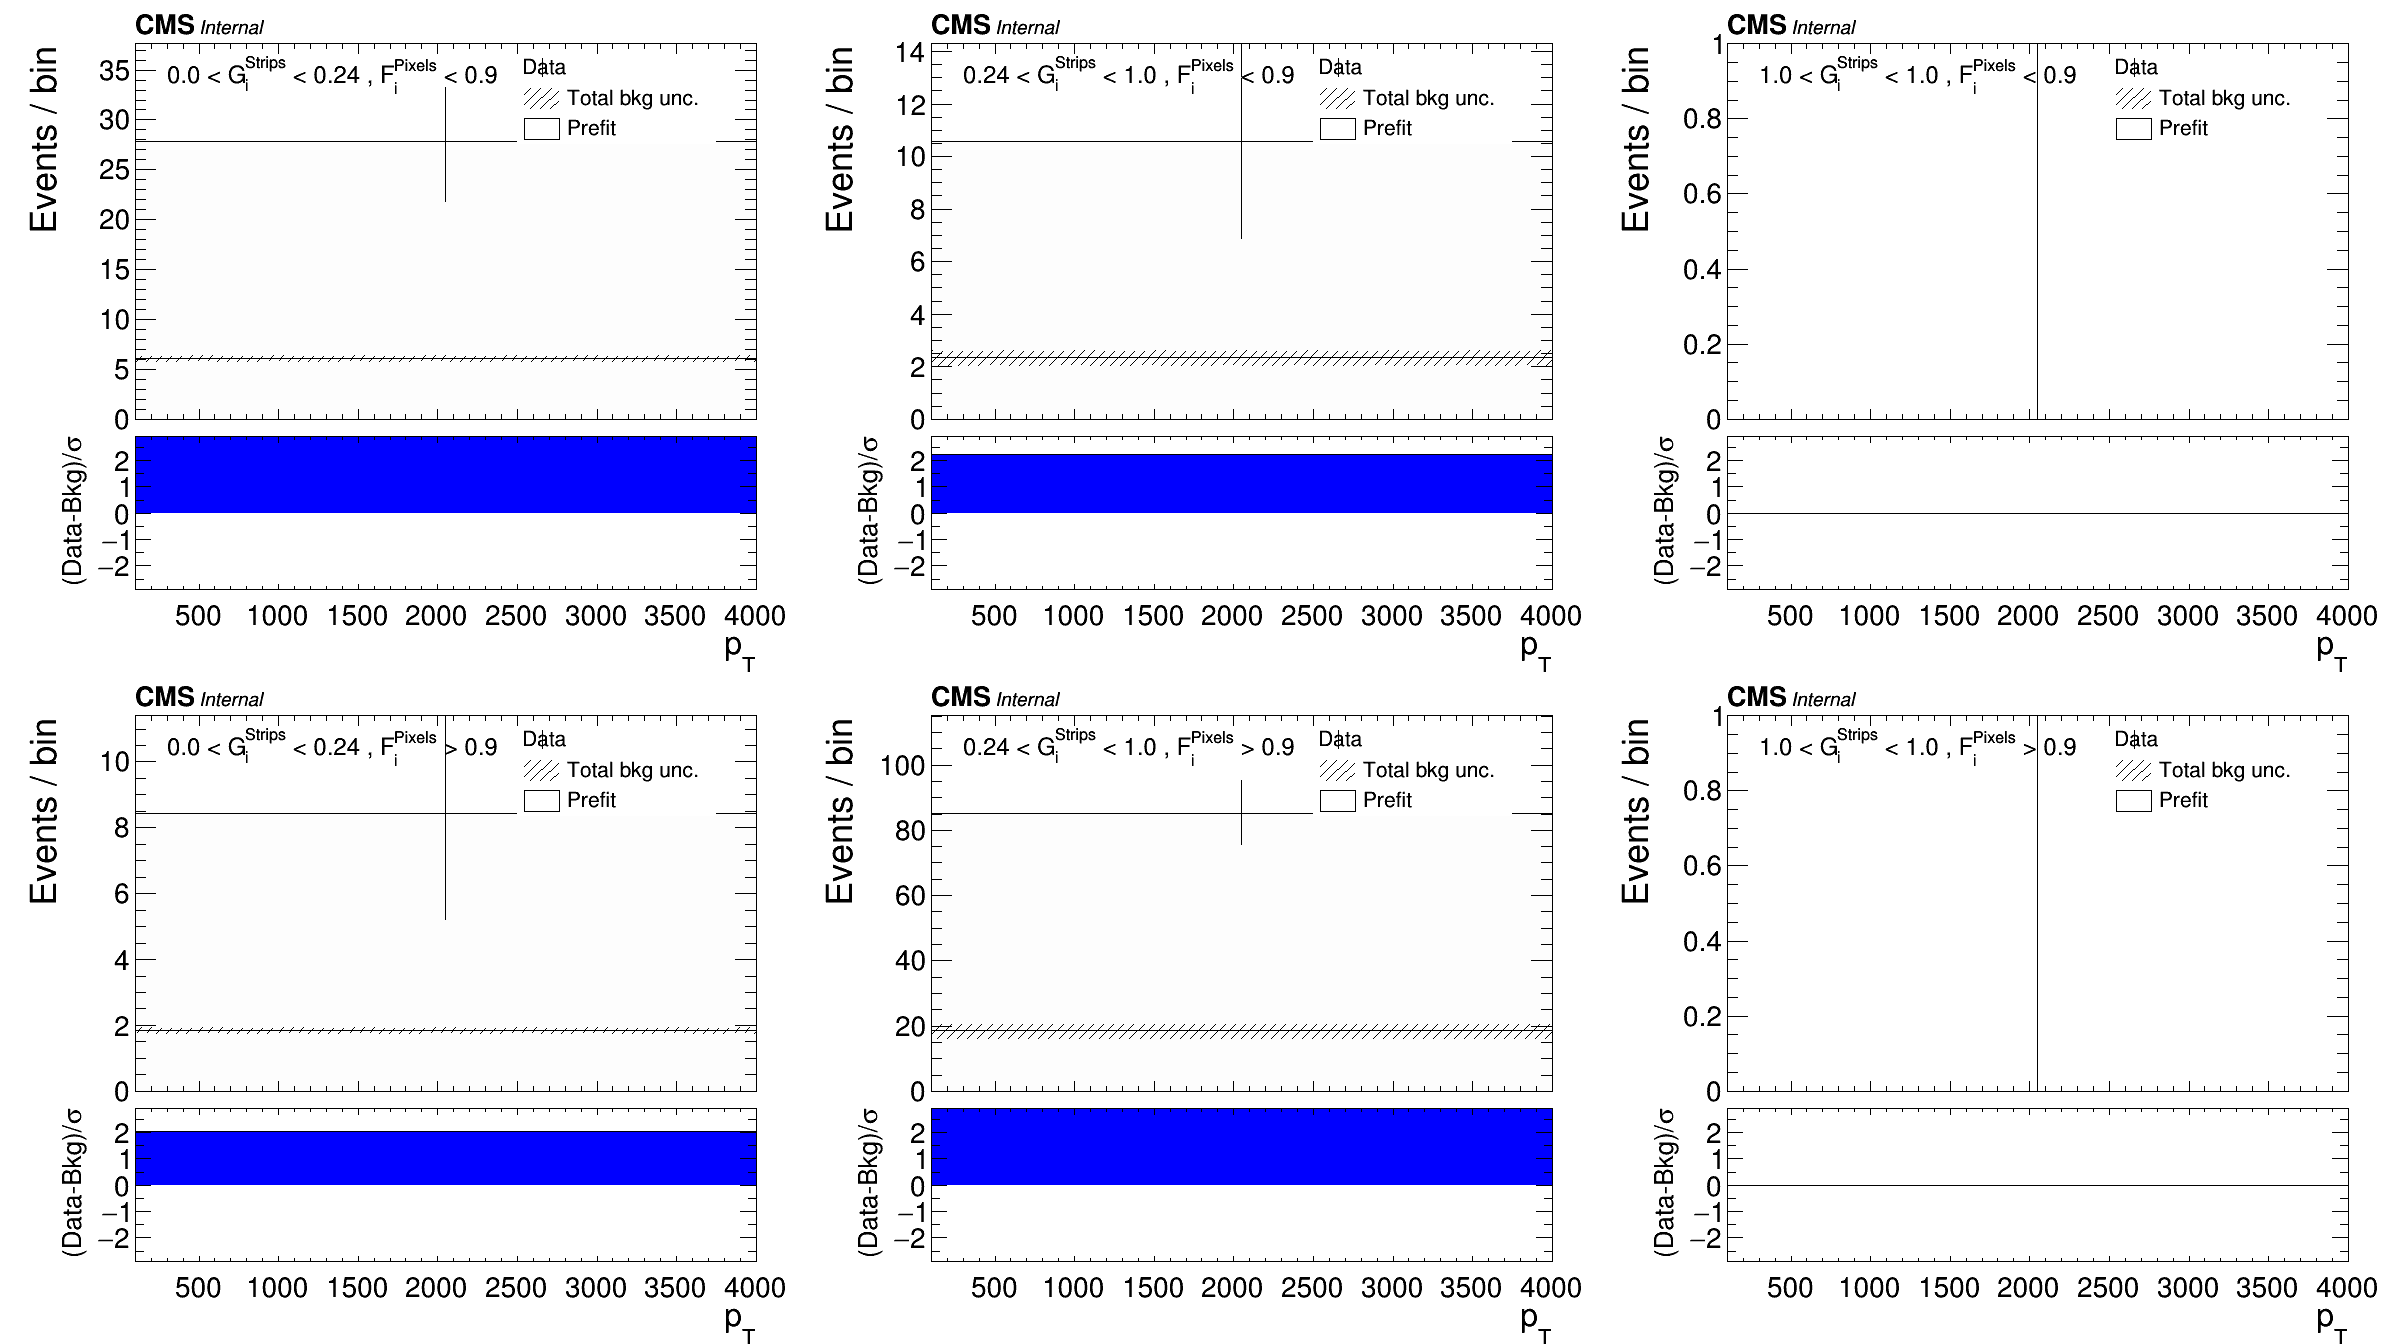 CMS Internal
Events / bin
0.0 < G_i^Strips < 0.24 , F_i^Pixels < 0.9
Data
Total bkg unc.
Prefit
35
30
25
20
15
10
5
0
(Data-Bkg)/σ
2
1
0
−1
−2
500 1000 1500 2000 2500 3000 3500 4000
p_T
CMS Internal
Events / bin
0.24 < G_i^Strips < 1.0 , F_i^Pixels < 0.9
Data
Total bkg unc.
Prefit
14
12
10
8
6
4
2
0
(Data-Bkg)/σ
2
1
0
−1
−2
500 1000 1500 2000 2500 3000 3500 4000
p_T
CMS Internal
Events / bin
1.0 < G_i^Strips < 1.0 , F_i^Pixels < 0.9
Data
Total bkg unc.
Prefit
1
0.8
0.6
0.4
0.2
0
(Data-Bkg)/σ
2
1
0
−1
−2
500 1000 1500 2000 2500 3000 3500 4000
p_T
CMS Internal
Events / bin
0.0 < G_i^Strips < 0.24 , F_i^Pixels > 0.9
Data
Total bkg unc.
Prefit
10
8
6
4
2
0
(Data-Bkg)/σ
2
1
0
−1
−2
500 1000 1500 2000 2500 3000 3500 4000
p_T
CMS Internal
Events / bin
0.24 < G_i^Strips < 1.0 , F_i^Pixels > 0.9
Data
Total bkg unc.
Prefit
100
80
60
40
20
0
(Data-Bkg)/σ
2
1
0
−1
−2
500 1000 1500 2000 2500 3000 3500 4000
p_T
CMS Internal
Events / bin
1.0 < G_i^Strips < 1.0 , F_i^Pixels > 0.9
Data
Total bkg unc.
Prefit
1
0.8
0.6
0.4
0.2
0
(Data-Bkg)/σ
2
1
0
−1
−2
500 1000 1500 2000 2500 3000 3500 4000
p_T